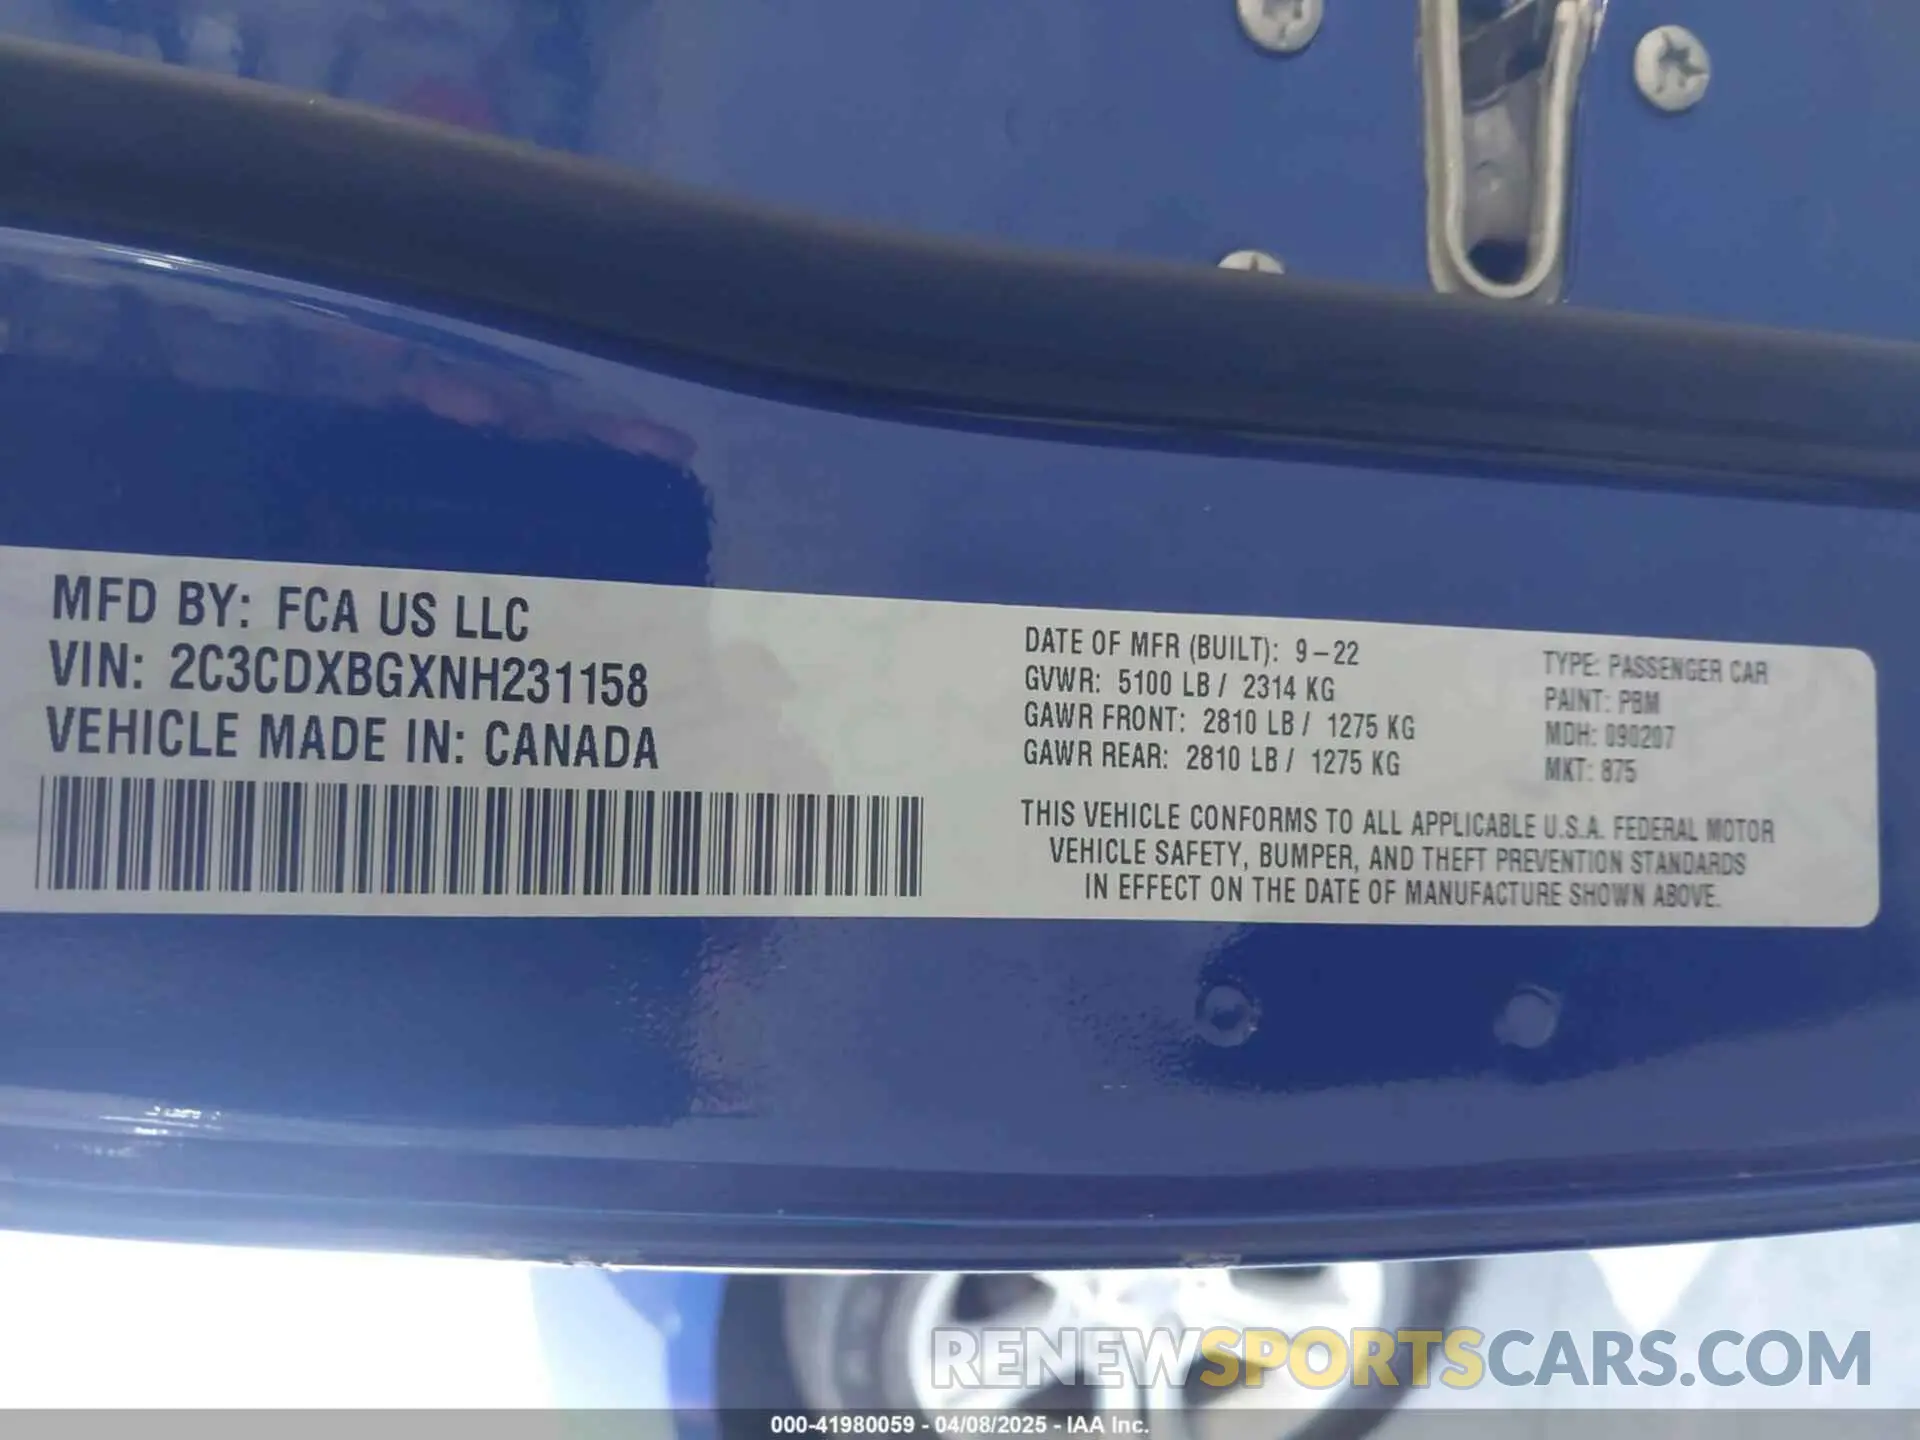 MFD BY: FCA US LLC
VIN: 2C3CDXBGXNH231158
VEHICLE MADE IN: CANADA
DATE OF MFR (BUILT): 9-22
GVWR: 5100 LB / 2314 KG
GAWR FRONT: 2810 LB / 1275 KG
GAWR REAR: 2810 LB / 1275 KG
TYPE: PASSENGER CAR
PAINT: PBM
MDH: 090207
MKT: 875
THIS VEHICLE CONFORMS TO ALL APPLICABLE U.S.A. FEDERAL MOTOR
VEHICLE SAFETY, BUMPER, AND THEFT PREVENTION STANDARDS
IN EFFECT ON THE DATE OF MANUFACTURE SHOWN ABOVE.
RENEWSPORTSCARS.COM
000-41980059 - 04/08/2025 - IAA Inc.